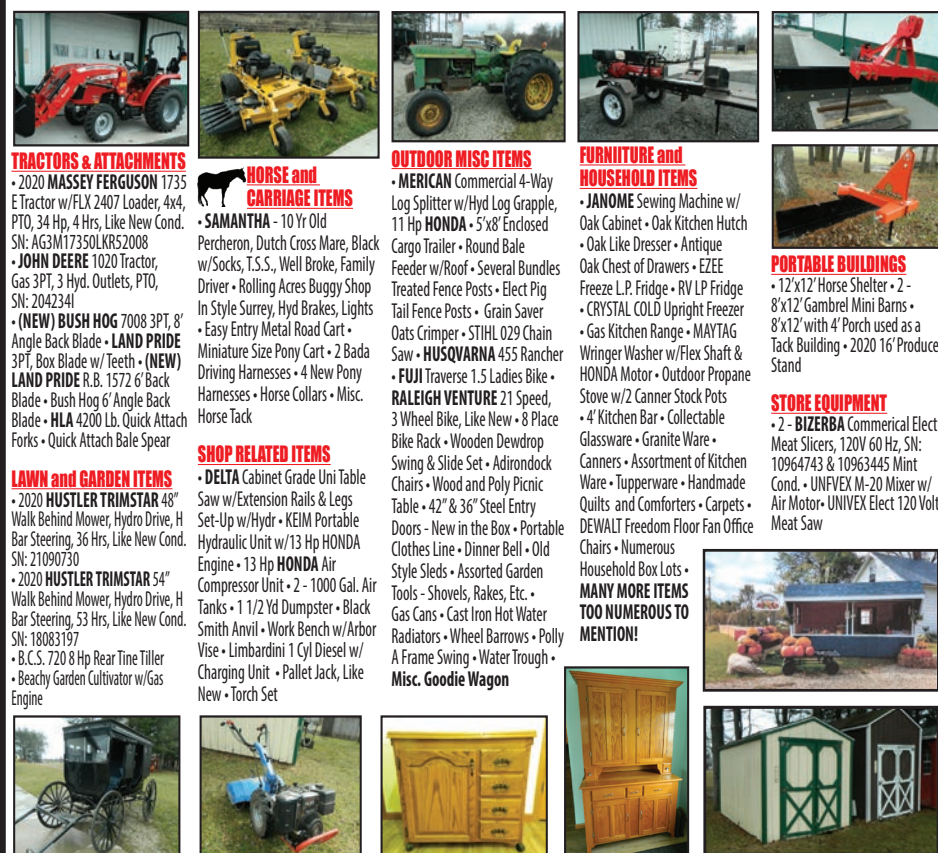 TRACTORS & ATTACHMENTS
• 2020 MASSEY FERGUSON 1735
E Tractor w/FLX 2407 Loader, 4x4,
PTO, 34 Hp, 4 Hrs, Like New Cond.
SN: AG3M17350LKR52008
• JOHN DEERE 1020 Tractor,
Gas 3PT, 3 Hyd. Outlets, PTO,
SN: 204234I
• (NEW) BUSH HOG 7008 3PT, 8'
Angle Back Blade • LAND PRIDE
3PT, Box Blade w/Teeth • (NEW)
LAND PRIDE R.B. 1572 6' Back
Blade • Bush Hog 6' Angle Back
Blade • HLA 4200 Lb. Quick Attach
Forks • Quick Attach Bale Spear
LAWN and GARDEN ITEMS
• 2020 HUSTLER TRIMSTAR 48"
Walk Behind Mower, Hydro Drive, H
Bar Steering, 36 Hrs, Like New Cond.
SN: 21090730
• 2020 HUSTLER TRIMSTAR 54"
Walk Behind Mower, Hydro Drive, H
Bar Steering, 53 Hrs, Like New Cond.
SN: 18083197
• B.C.S. 720 8 Hp Rear Tine Tiller
• Beachy Garden Cultivator w/Gas
Engine
HORSE and
CARRIAGE ITEMS
• SAMANTHA - 10 Yr Old
Percheron, Dutch Cross Mare, Black
w/Socks, T.S.S., Well Broke, Family
Driver • Rolling Acres Buggy Shop
In Style Surrey, Hyd Brakes, Lights
• Easy Entry Metal Road Cart •
Miniature Size Pony Cart • 2 Bada
Driving Harnesses • 4 New Pony
Harnesses • Horse Collars • Misc.
Horse Tack
SHOP RELATED ITEMS
• DELTA Cabinet Grade Uni Table
Saw w/Extension Rails & Legs
Set-Up w/Hydr • KEIM Portable
Hydraulic Unit w/13 Hp HONDA
Engine • 13 Hp HONDA Air
Compressor Unit • 2 - 1000 Gal. Air
Tanks • 1 1/2 Yd Dumpster • Black
Smith Anvil • Work Bench w/Arbor
Vise • Limbardini 1 Cyl Diesel w/
Charging Unit • Pallet Jack, Like
New • Torch Set
OUTDOOR MISC ITEMS
• MERICAN Commercial 4-Way
Log Splitter w/Hyd Log Grapple,
11 Hp HONDA • 5'x8' Enclosed
Cargo Trailer • Round Bale
Feeder w/Roof • Several Bundles
Treated Fence Posts • Elect Pig
Tail Fence Posts • Grain Saver
Oats Crimper • STIHL 029 Chain
Saw • HUSQVARNA 455 Rancher
• FUJI Traverse 1.5 Ladies Bike •
RALEIGH VENTURE 21 Speed,
3 Wheel Bike, Like New • 8 Place
Bike Rack • Wooden Dewdrop
Swing & Slide Set • Adirondock
Chairs • Wood and Poly Picnic
Table • 42" & 36" Steel Entry
Doors - New in the Box • Portable
Clothes Line • Dinner Bell • Old
Style Sleds • Assorted Garden
Tools - Shovels, Rakes, Etc. •
Gas Cans • Cast Iron Hot Water
Radiators • Wheel Barrows • Polly
A Frame Swing • Water Trough •
Misc. Goodie Wagon
FURNIITURE and
HOUSEHOLD ITEMS
• JANOME Sewing Machine w/
Oak Cabinet • Oak Kitchen Hutch
• Oak Like Dresser • Antique
Oak Chest of Drawers • EZEE
Freeze L.P. Fridge • RV LP Fridge
• CRYSTAL COLD Upright Freezer
• Gas Kitchen Range • MAYTAG
Wringer Washer w/Flex Shaft &
HONDA Motor • Outdoor Propane
Stove w/2 Canner Stock Pots
• 4' Kitchen Bar • Collectable
Glassware • Granite Ware •
Canners • Assortment of Kitchen
Ware • Tupperware • Handmade
Quilts and Comforters • Carpets •
DEWALT Freedom Floor Fan Office
Chairs • Numerous
Household Box Lots •
MANY MORE ITEMS
TOO NUMEROUS TO
MENTION!
PORTABLE BUILDINGS
• 12'x12' Horse Shelter • 2 -
8'x12' Gambrel Mini Barns •
8'x12' with 4' Porch used as a
Tack Building • 2020 16' Produce
Stand
STORE EQUIPMENT
• 2 - BIZERBA Commerical Elect
Meat Slicers, 120V 60 Hz, SN:
10964743 & 10963445 Mint
Cond. • UNFVEX M-20 Mixer w/
Air Motor• UNIVEX Elect 120 Volt
Meat Saw